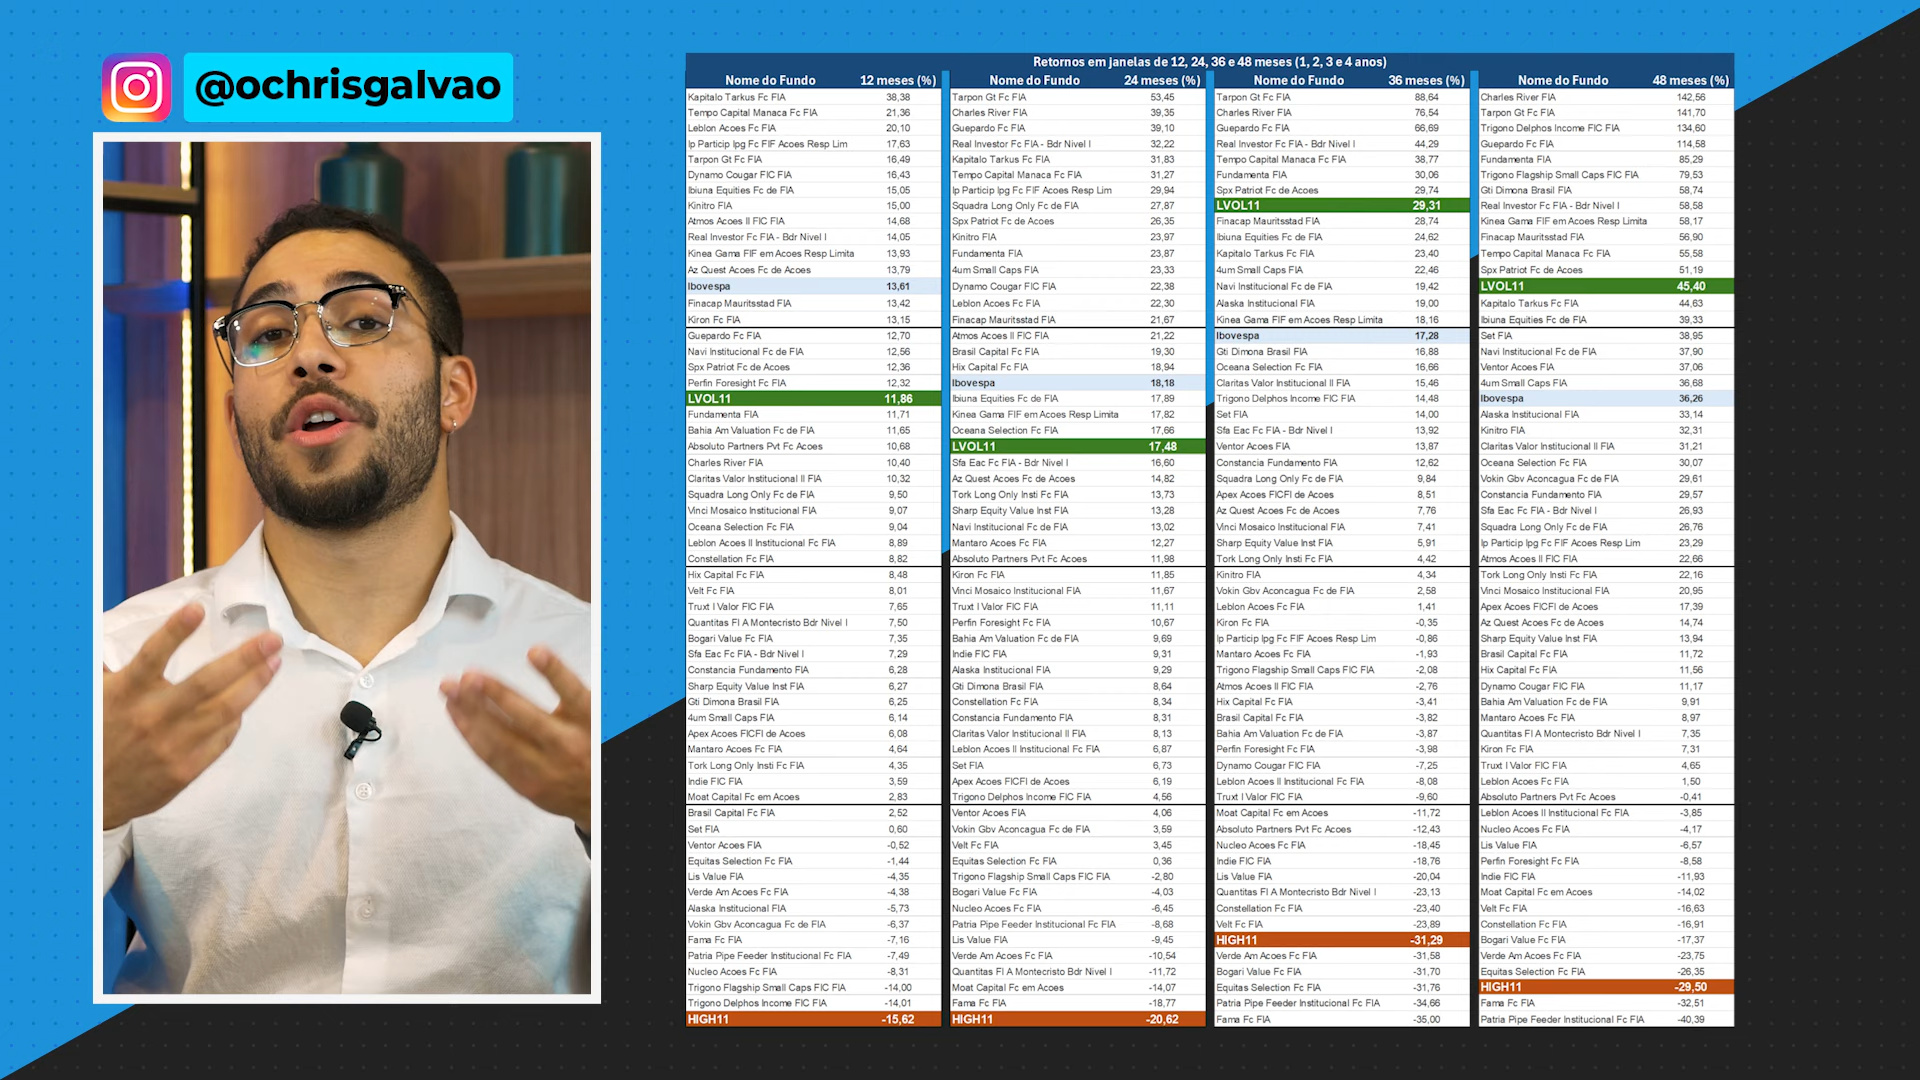 @ochrisgalvao
Retornos em janelas de 12, 24, 36 e 48 meses (1, 2, 3 e 4 anos)
Nome do Fundo 12 meses (%)
Kapitalo Tarkus Fc FIA 38,38
Tempo Capital Manaca Fc FIA 21,36
Leblon Acoes Fc FIA 20,10
Ip Particip Ipg Fc FIF Acoes Resp Lim 17,63
Tarpon Gt Fc FIA 16,49
Dynamo Cougar FIC FIA 16,43
Ibiuna Equities Fc de FIA 15,05
Kinitro FIA 15,00
Atmos Acoes II FIC FIA 14,68
Real Investor Fc FIA - Bdr Nivel I 14,05
Kinea Gama FIF em Acoes Resp Limita 13,93
Az Quest Acoes Fc de Acoes 13,79
Ibovespa 13,61
Finacap Mauritsstad FIA 13,42
Kiron Fc FIA 13,15
Guepardo Fc FIA 12,70
Navi Institucional Fc de FIA 12,56
Spx Patriot Fc de Acoes 12,36
Perfin Foresight Fc FIA 12,32
LVOL11 11,86
Fundamenta FIA 11,71
Bahia Am Valuation Fc de FIA 11,65
Absoluto Partners Pvt Fc Acoes 10,68
Charles River FIA 10,40
Claritas Valor Institucional II FIA 10,32
Squadra Long Only Fc de FIA 9,50
Vinci Mosaico Institucional FIA 9,07
Oceana Selection Fc FIA 9,04
Leblon Acoes II Institucional Fc FIA 8,89
Constellation Fc FIA 8,82
Hix Capital Fc FIA 8,48
Velt Fc FIA 8,01
Truxt I Valor FIC FIA 7,65
Quantitas FI A Montecristo Bdr Nivel I 7,50
Bogari Value Fc FIA 7,35
Sfa Eac Fc FIA - Bdr Nivel I 7,29
Constancia Fundamento FIA 6,28
Sharp Equity Value Inst FIA 6,27
Gti Dimona Brasil FIA 6,25
4um Small Caps FIA 6,14
Apex Acoes FICFI de Acoes 6,08
Mantaro Acoes Fc FIA 4,64
Tork Long Only Insti Fc FIA 4,35
Indie FIC FIA 3,59
Moat Capital Fc em Acoes 2,83
Brasil Capital Fc FIA 2,52
Set FIA 0,60
Ventor Acoes FIA -0,52
Equitas Selection Fc FIA -1,44
Lis Value FIA -4,35
Verde Am Acoes Fc FIA -4,38
Alaska Institucional FIA -5,73
Vokin Gbv Aconcagua Fc de FIA -6,37
Fama Fc FIA -7,16
Patria Pipe Feeder Institucional Fc FIA -7,49
Nucleo Acoes Fc FIA -8,31
Trigono Flagship Small Caps FIC FIA -14,00
Trigono Delphos Income FIC FIA -14,01
HIGH11 -15,62
Nome do Fundo 24 meses (%)
Tarpon Gt Fc FIA 53,45
Charles River FIA 39,35
Guepardo Fc FIA 39,10
Real Investor Fc FIA - Bdr Nivel I 32,22
Kapitalo Tarkus Fc FIA 31,83
Tempo Capital Manaca Fc FIA 31,27
Ip Particip Ipg Fc FIF Acoes Resp Lim 29,94
Squadra Long Only Fc de FIA 27,87
Spx Patriot Fc de Acoes 26,35
Kinitro FIA 23,97
Fundamenta FIA 23,87
4um Small Caps FIA 23,33
Dynamo Cougar FIC FIA 22,38
Leblon Acoes Fc FIA 22,30
Finacap Mauritsstad FIA 21,67
Atmos Acoes II FIC FIA 21,22
Brasil Capital Fc FIA 19,30
Hix Capital Fc FIA 18,94
Ibovespa 18,18
Ibiuna Equities Fc de FIA 17,89
Kinea Gama FIF em Acoes Resp Limita 17,82
Oceana Selection Fc FIA 17,66
LVOL11 17,48
Sfa Eac Fc FIA - Bdr Nivel I 16,60
Az Quest Acoes Fc de Acoes 14,82
Tork Long Only Insti Fc FIA 13,73
Sharp Equity Value Inst FIA 13,28
Navi Institucional Fc de FIA 13,02
Mantaro Acoes Fc FIA 12,27
Absoluto Partners Pvt Fc Acoes 11,98
Kiron Fc FIA 11,85
Vinci Mosaico Institucional FIA 11,67
Truxt I Valor FIC FIA 11,11
Perfin Foresight Fc FIA 10,67
Bahia Am Valuation Fc de FIA 9,69
Indie FIC FIA 9,31
Alaska Institucional FIA 9,29
Gti Dimona Brasil FIA 8,64
Constellation Fc FIA 8,34
Constancia Fundamento FIA 8,31
Claritas Valor Institucional II FIA 8,13
Leblon Acoes II Institucional Fc FIA 6,87
Set FIA 6,73
Apex Acoes FICFI de Acoes 6,19
Trigono Delphos Income FIC FIA 4,56
Ventor Acoes FIA 4,06
Vokin Gbv Aconcagua Fc de FIA 3,59
Velt Fc FIA 3,45
Equitas Selection Fc FIA 0,36
Trigono Flagship Small Caps FIC FIA -2,80
Bogari Value Fc FIA -4,03
Nucleo Acoes Fc FIA -6,45
Patria Pipe Feeder Institucional Fc FIA -8,68
Lis Value FIA -9,45
Verde Am Acoes Fc FIA -10,54
Quantitas FI A Montecristo Bdr Nivel I -11,72
Moat Capital Fc em Acoes -14,07
Fama Fc FIA -18,77
HIGH11 -20,62
Nome do Fundo 36 meses (%)
Tarpon Gt Fc FIA 88,64
Charles River FIA 76,54
Guepardo Fc FIA 66,69
Real Investor Fc FIA - Bdr Nivel I 44,29
Tempo Capital Manaca Fc FIA 38,77
Fundamenta FIA 30,06
Spx Patriot Fc de Acoes 29,74
LVOL11 29,31
Finacap Mauritsstad FIA 28,74
Ibiuna Equities Fc de FIA 24,62
Kapitalo Tarkus Fc FIA 23,40
4um Small Caps FIA 22,46
Navi Institucional Fc de FIA 19,42
Alaska Institucional FIA 19,00
Kinea Gama FIF em Acoes Resp Limita 18,16
Ibovespa 17,28
Gti Dimona Brasil FIA 16,88
Oceana Selection Fc FIA 16,66
Claritas Valor Institucional II FIA 15,46
Trigono Delphos Income FIC FIA 14,48
Set FIA 14,00
Sfa Eac Fc FIA - Bdr Nivel I 13,92
Ventor Acoes FIA 13,87
Constancia Fundamento FIA 12,62
Squadra Long Only Fc de FIA 9,84
Apex Acoes FICFI de Acoes 8,51
Az Quest Acoes Fc de Acoes 7,76
Vinci Mosaico Institucional FIA 7,41
Sharp Equity Value Inst FIA 5,91
Tork Long Only Insti Fc FIA 4,42
Kinitro FIA 4,34
Vokin Gbv Aconcagua Fc de FIA 2,58
Leblon Acoes Fc FIA 1,41
Kiron Fc FIA -0,35
Ip Particip Ipg Fc FIF Acoes Resp Lim -0,86
Mantaro Acoes Fc FIA -1,93
Trigono Flagship Small Caps FIC FIA -2,08
Atmos Acoes II FIC FIA -2,76
Hix Capital Fc FIA -3,41
Brasil Capital Fc FIA -3,82
Bahia Am Valuation Fc de FIA -3,87
Perfin Foresight Fc FIA -3,98
Dynamo Cougar FIC FIA -7,25
Leblon Acoes II Institucional Fc FIA -8,08
Truxt I Valor FIC FIA -9,60
Moat Capital Fc em Acoes -11,72
Absoluto Partners Pvt Fc Acoes -12,43
Nucleo Acoes Fc FIA -18,45
Indie FIC FIA -18,76
Lis Value FIA -20,04
Quantitas FI A Montecristo Bdr Nivel I -23,13
Constellation Fc FIA -23,40
Velt Fc FIA -23,89
HIGH11 -31,29
Verde Am Acoes Fc FIA -31,58
Bogari Value Fc FIA -31,70
Equitas Selection Fc FIA -31,76
Patria Pipe Feeder Institucional Fc FIA -34,66
Fama Fc FIA -35,00
Nome do Fundo 48 meses (%)
Charles River FIA 142,56
Tarpon Gt Fc FIA 141,70
Trigono Delphos Income FIC FIA 134,60
Guepardo Fc FIA 114,58
Fundamenta FIA 85,29
Trigono Flagship Small Caps FIC FIA 79,53
Gti Dimona Brasil FIA 58,74
Real Investor Fc FIA - Bdr Nivel I 58,58
Kinea Gama FIF em Acoes Resp Limita 58,17
Finacap Mauritsstad FIA 56,90
Tempo Capital Manaca Fc FIA 55,58
Spx Patriot Fc de Acoes 51,19
LVOL11 45,40
Kapitalo Tarkus Fc FIA 44,63
Ibiuna Equities Fc de FIA 39,33
Set FIA 38,95
Navi Institucional Fc de FIA 37,90
Ventor Acoes FIA 37,06
4um Small Caps FIA 36,68
Ibovespa 36,26
Alaska Institucional FIA 33,14
Kinitro FIA 32,31
Claritas Valor Institucional II FIA 31,21
Oceana Selection Fc FIA 30,07
Vokin Gbv Aconcagua Fc de FIA 29,61
Constancia Fundamento FIA 29,57
Sfa Eac Fc FIA - Bdr Nivel I 26,93
Squadra Long Only Fc de FIA 26,76
Ip Particip Ipg Fc FIF Acoes Resp Lim 23,29
Atmos Acoes II FIC FIA 22,66
Tork Long Only Insti Fc FIA 22,16
Vinci Mosaico Institucional FIA 20,95
Apex Acoes FICFI de Acoes 17,39
Az Quest Acoes Fc de Acoes 14,74
Sharp Equity Value Inst FIA 13,94
Brasil Capital Fc FIA 11,72
Hix Capital Fc FIA 11,56
Dynamo Cougar FIC FIA 11,17
Bahia Am Valuation Fc de FIA 9,91
Mantaro Acoes Fc FIA 8,97
Quantitas FI A Montecristo Bdr Nivel I 7,35
Kiron Fc FIA 7,31
Truxt I Valor FIC FIA 4,65
Leblon Acoes Fc FIA 1,50
Absoluto Partners Pvt Fc Acoes -0,41
Leblon Acoes II Institucional Fc FIA -3,85
Nucleo Acoes Fc FIA -4,17
Lis Value FIA -6,57
Perfin Foresight Fc FIA -8,58
Indie FIC FIA -11,93
Moat Capital Fc em Acoes -14,02
Velt Fc FIA -16,63
Constellation Fc FIA -16,91
Bogari Value Fc FIA -17,37
Verde Am Acoes Fc FIA -23,75
Equitas Selection Fc FIA -26,35
HIGH11 -29,50
Fama Fc FIA -32,51
Patria Pipe Feeder Institucional Fc FIA -40,39